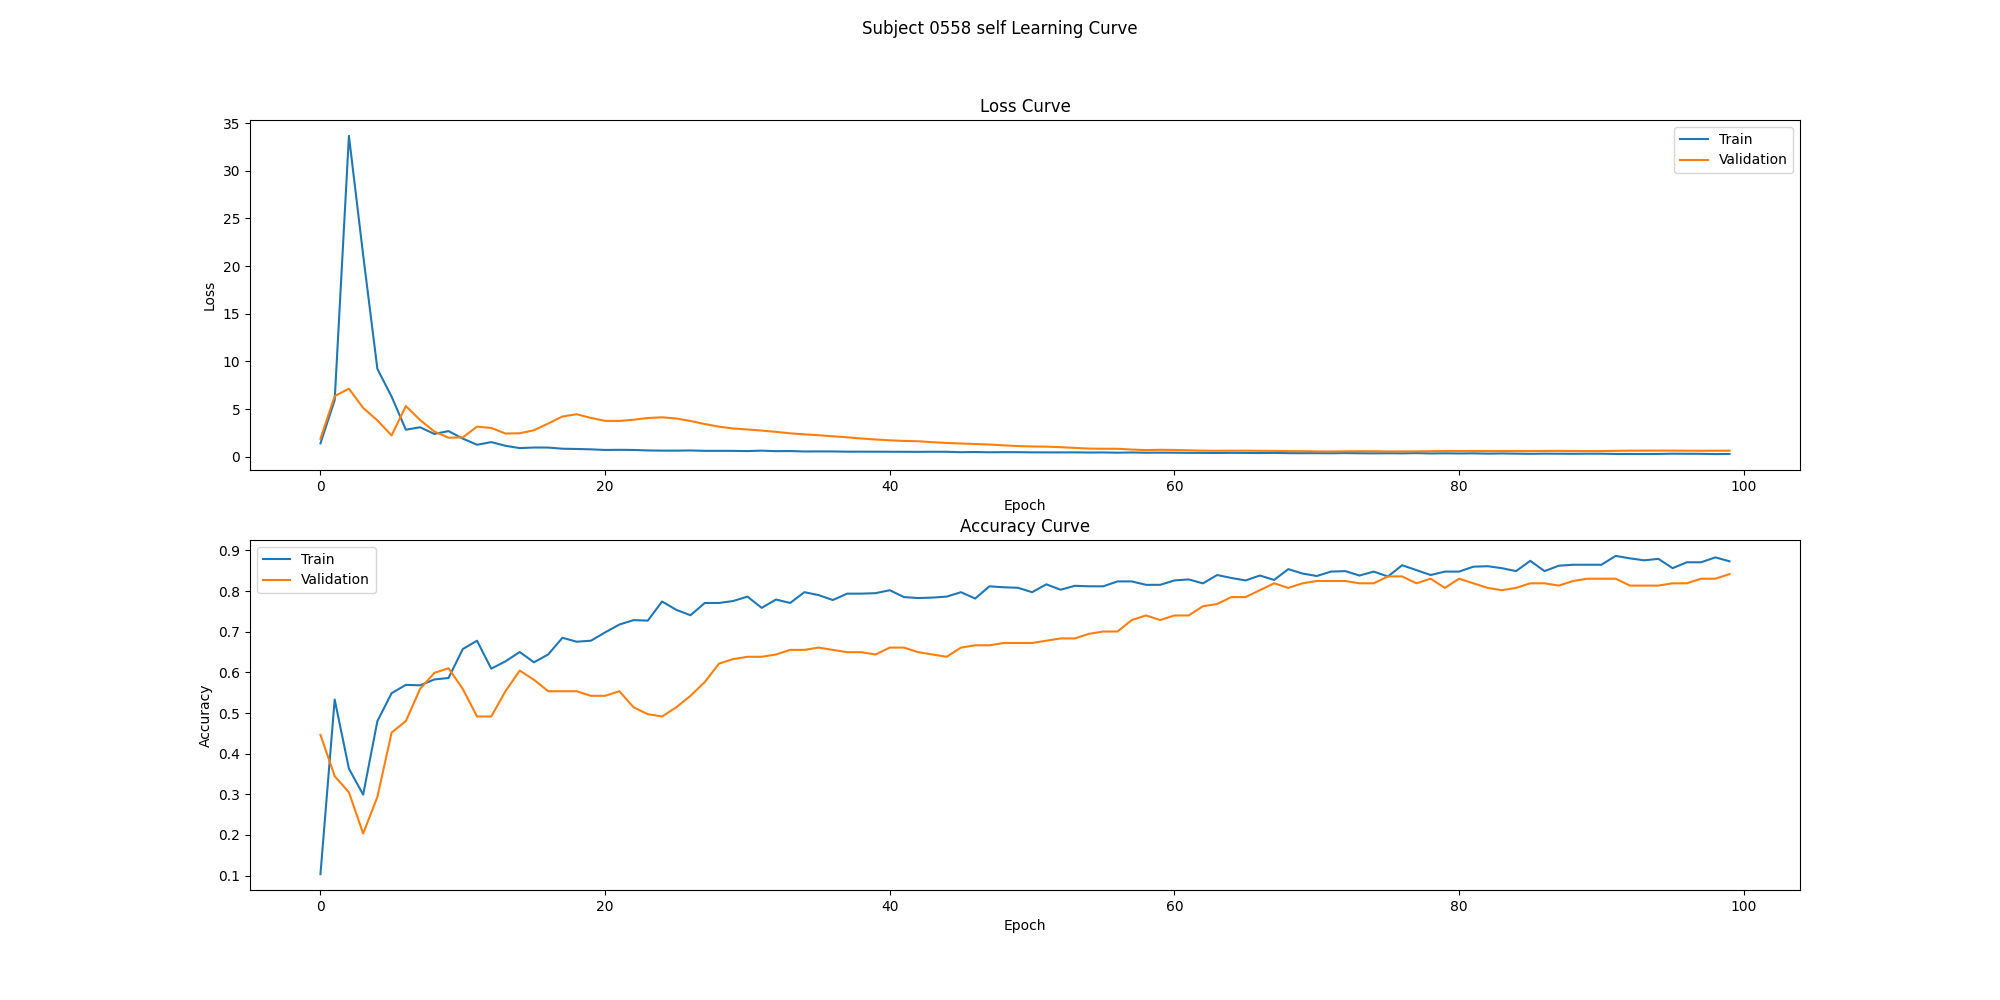 Subject 0558 self Learning Curve
Loss Curve
35
30
25
20
15
10
5
0
Loss
Train
Validation
0 20 40 60 80 100
Epoch
Accuracy Curve
0.9
0.8
0.7
0.6
0.5
0.4
0.3
0.2
0.1
Accuracy
Train
Validation
0 20 40 60 80 100
Epoch